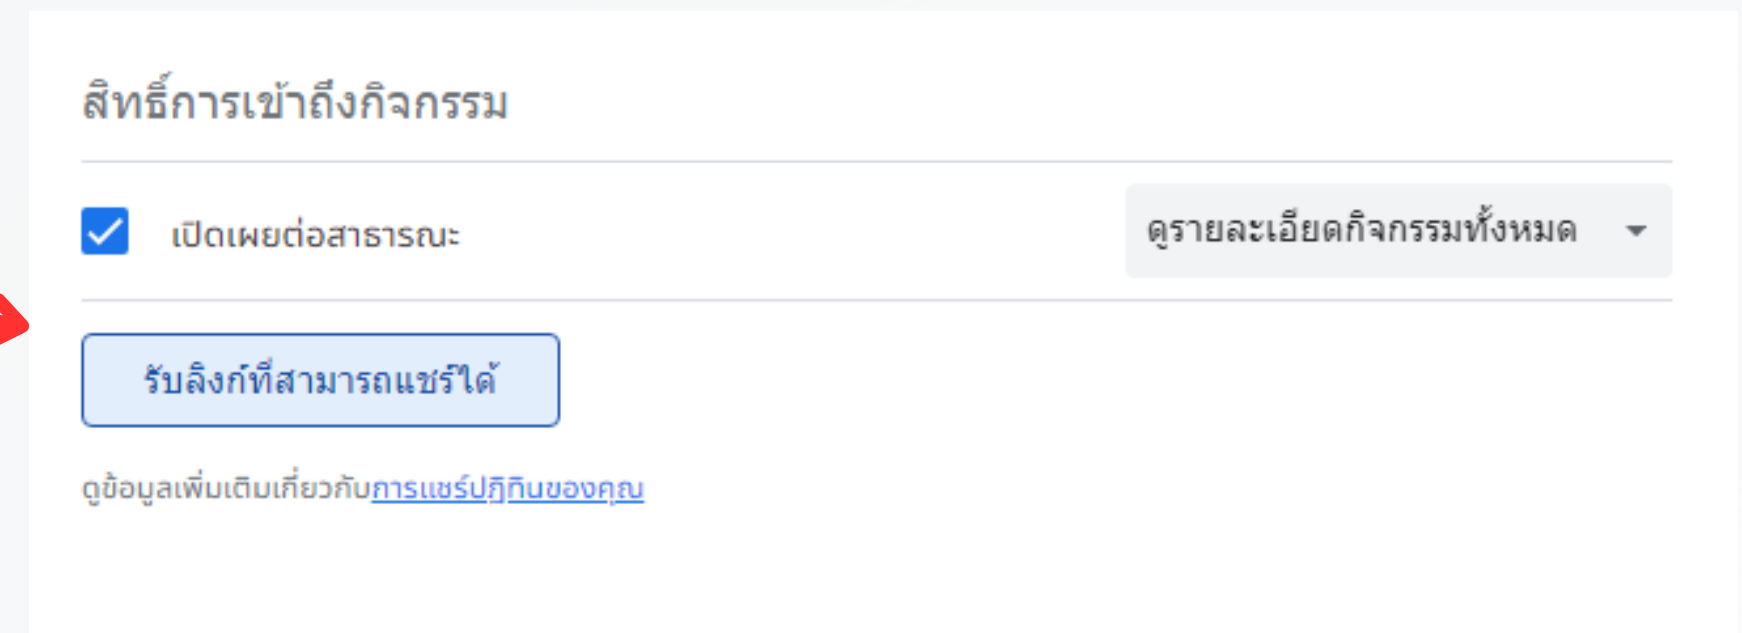 สิทธิ์การเข้าถึงกิจกรรม
เปิดเผยต่อสาธารณะ
ดูรายละเอียดกิจกรรมทั้งหมด
รับลิงก์ที่สามารถแชร์ได้
ดูข้อมูลเพิ่มเติมเกี่ยวกับการแชร์ปฏิทินของคุณ